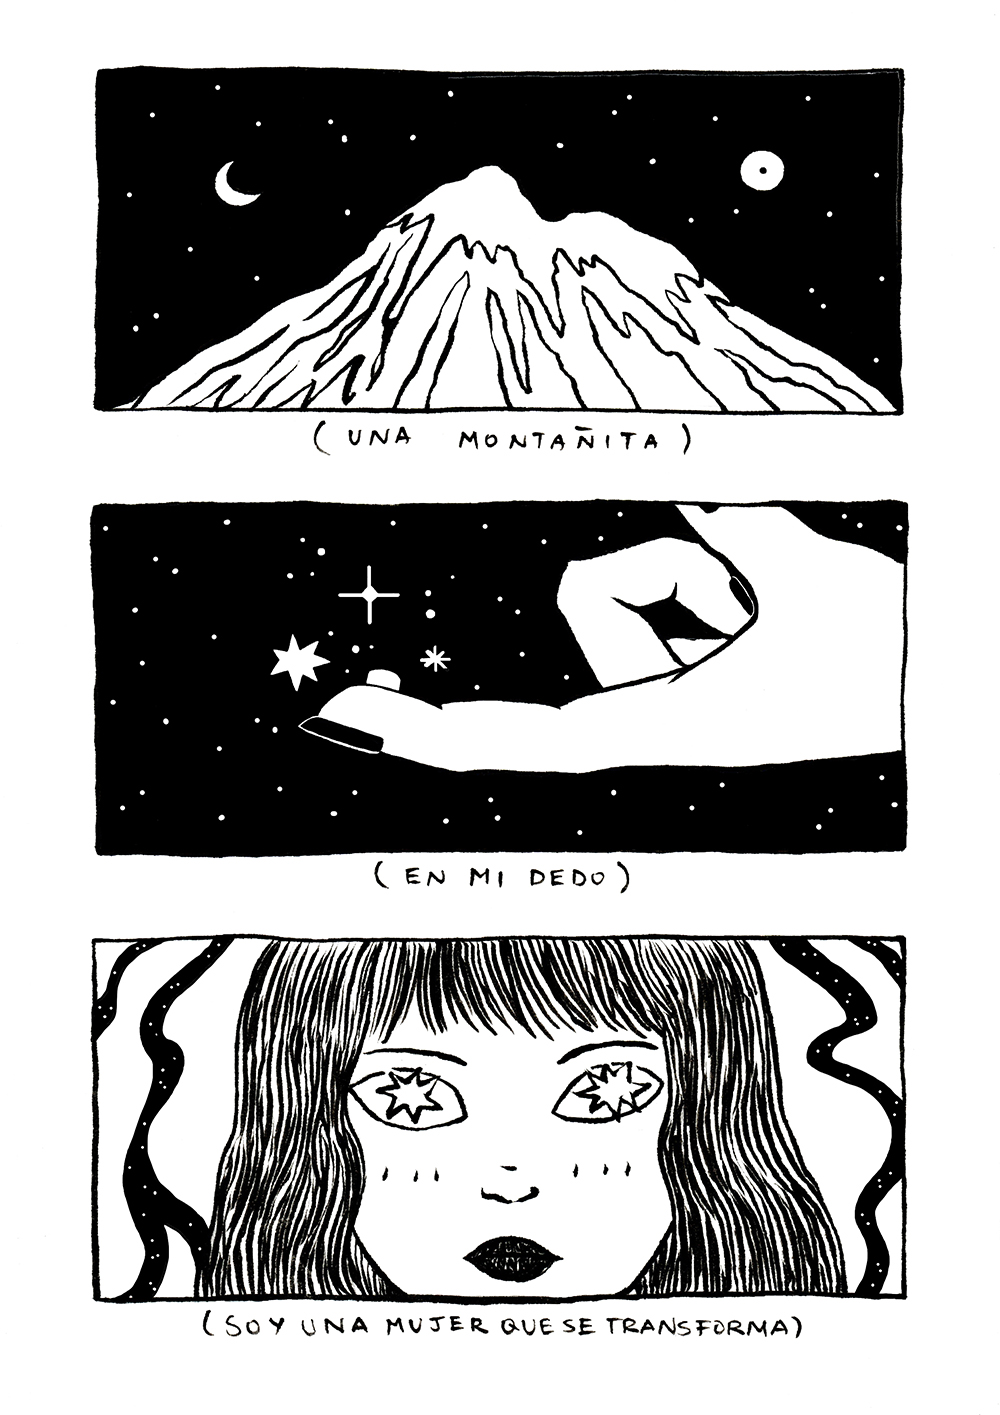 ( UNA MONTAÑITA )
( EN MI DEDO )
(SOY UNA MUJER QUE SE TRANSFORMA)